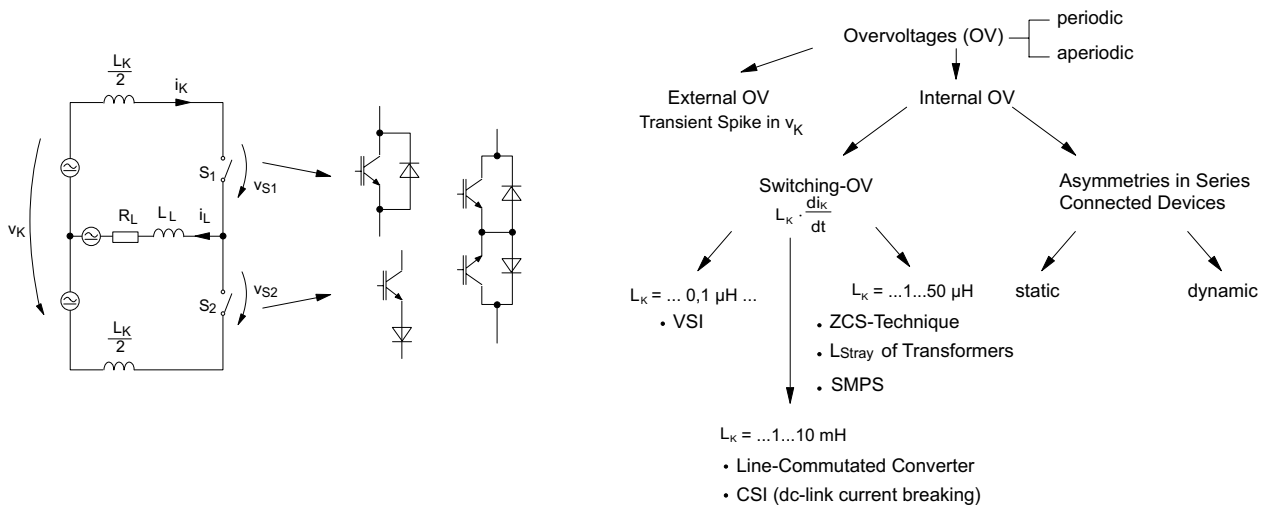 L_K
2
i_K
S_1
v_S1
v_K
R_L
L_L
i_L
S_2
v_S2
L_K
2
Overvoltages (OV)
periodic
aperiodic
External OV
Transient Spike in v_K
Internal OV
Switching-OV
L_K · di_K
dt
Asymmetries in Series
Connected Devices
L_K = ... 0,1 µH ...
• VSI
L_K = ...1...50 µH
• ZCS-Technique
• L_Stray of Transformers
• SMPS
static
dynamic
L_K = ...1...10 mH
• Line-Commutated Converter
• CSI (dc-link current breaking)